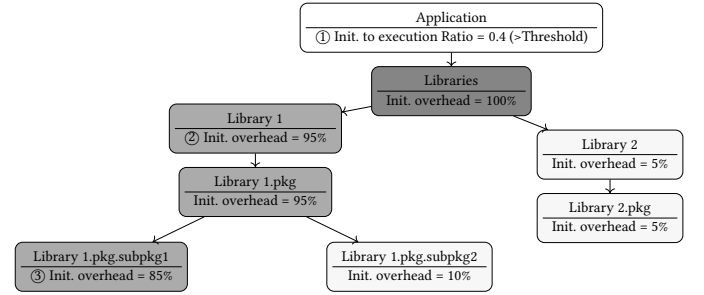 Application
① Init. to execution Ratio = 0.4 (>Threshold)
Libraries
Init. overhead = 100%
Library 1
② Init. overhead = 95%
Library 2
Init. overhead = 5%
Library 1.pkg
Init. overhead = 95%
Library 2.pkg
Init. overhead = 5%
Library 1.pkg.subpkg1
③ Init. overhead = 85%
Library 1.pkg.subpkg2
Init. overhead = 10%